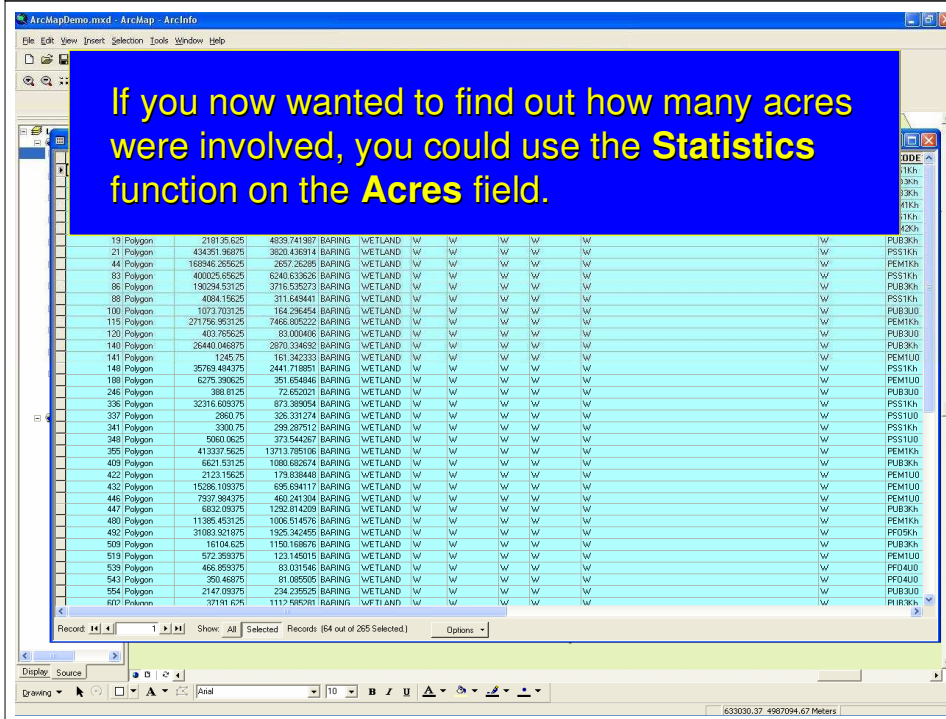 ArcMapDemo.mxd - ArcMap - ArcInfo
File Edit View Insert Selection Tools Window Help
If you now wanted to find out how many acres
were involved, you could use the Statistics
function on the Acres field.
CODE
19 Polygon 218135.625 4839.741987 BARING WETLAND W W W W W W PUB3Kh
21 Polygon 434351.96875 3820.436914 BARING WETLAND W W W W W W PSS1Kh
44 Polygon 168946.265625 2657.26285 BARING WETLAND W W W W W W PEM1Kh
83 Polygon 400025.65625 6240.633626 BARING WETLAND W W W W W W PSS1Kh
86 Polygon 190294.53125 3716.535273 BARING WETLAND W W W W W W PUB3Kh
88 Polygon 4084.15625 311.649441 BARING WETLAND W W W W W W PSS1Kh
100 Polygon 1073.703125 164.296454 BARING WETLAND W W W W W W PUB3U0
115 Polygon 271756.953125 7466.805222 BARING WETLAND W W W W W W PEM1Kh
120 Polygon 403.765625 83.000406 BARING WETLAND W W W W W W PUB3U0
140 Polygon 26440.046875 2870.334692 BARING WETLAND W W W W W W PUB3Kh
141 Polygon 1245.75 161.342333 BARING WETLAND W W W W W W PEM1U0
148 Polygon 35769.484375 2441.718851 BARING WETLAND W W W W W W PSS1Kh
188 Polygon 6275.390625 351.654846 BARING WETLAND W W W W W W PEM1U0
246 Polygon 388.8125 72.652021 BARING WETLAND W W W W W W PUB3U0
336 Polygon 32316.609375 873.389054 BARING WETLAND W W W W W W PSS1Kh
337 Polygon 2860.75 326.331274 BARING WETLAND W W W W W W PSS1U0
341 Polygon 3300.75 299.287512 BARING WETLAND W W W W W W PSS1Kh
348 Polygon 5060.0625 373.544267 BARING WETLAND W W W W W W PSS1U0
355 Polygon 413337.5625 13713.785106 BARING WETLAND W W W W W W PEM1Kh
409 Polygon 6621.53125 1080.682674 BARING WETLAND W W W W W W PUB3Kh
422 Polygon 2123.15625 179.838448 BARING WETLAND W W W W W W PEM1U0
432 Polygon 15286.109375 695.694117 BARING WETLAND W W W W W W PEM1U0
446 Polygon 7937.984375 460.241304 BARING WETLAND W W W W W W PEM1U0
447 Polygon 6832.09375 1292.814209 BARING WETLAND W W W W W W PUB3Kh
480 Polygon 11385.453125 1006.514576 BARING WETLAND W W W W W W PEM1Kh
492 Polygon 31083.921875 1925.342455 BARING WETLAND W W W W W W PFO5Kh
509 Polygon 16104.625 1150.168676 BARING WETLAND W W W W W W PUB3Kh
519 Polygon 572.359375 123.145015 BARING WETLAND W W W W W W PEM1U0
539 Polygon 466.859375 83.031546 BARING WETLAND W W W W W W PFO4U0
543 Polygon 350.46875 81.085505 BARING WETLAND W W W W W W PFO4U0
554 Polygon 2147.09375 234.235525 BARING WETLAND W W W W W W PUB3U0
602 Polygon 37191.625 1112.585281 BARING WETLAND W W W W W W PUB3Kh
Record: 1 Show: All Selected Records (64 out of 265 Selected.) Options
Display Source
Drawing A Arial 10 B I U A
633030.37 4987094.67 Meters